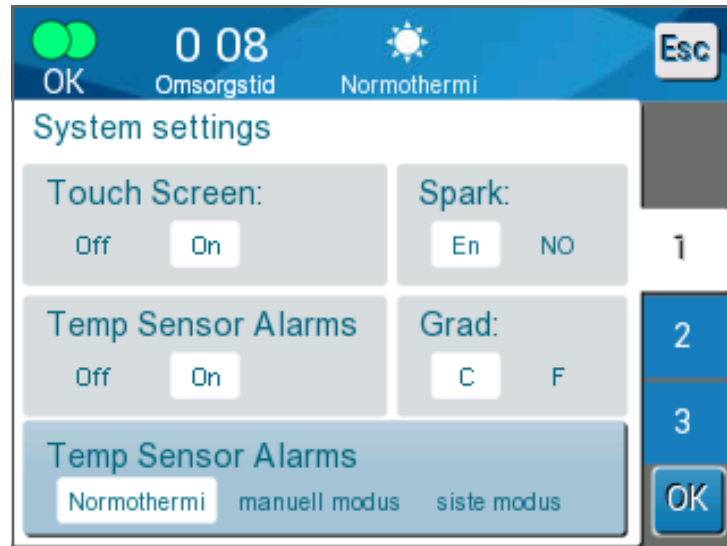 OK
0 08
Omsorgstid
Normothermi
Esc
System settings
Touch Screen:
Off On
Spark:
En NO
1
Temp Sensor Alarms
Off On
Grad:
C F
2
3
Temp Sensor Alarms
Normothermi manuell modus siste modus
OK